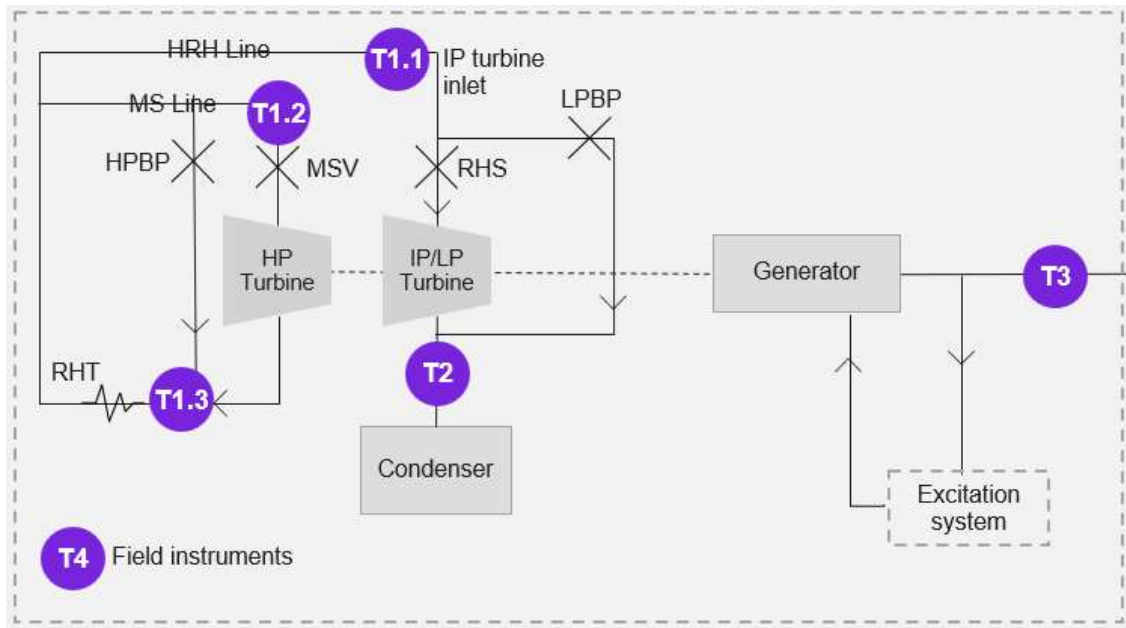 HRH Line
T1.1
IP turbine
inlet
MS Line
T1.2
LPBP
HPBP
MSV
RHS
HP
Turbine
IP/LP
Turbine
Generator
T3
RHT
T1.3
T2
Condenser
Excitation
system
T4
Field instruments